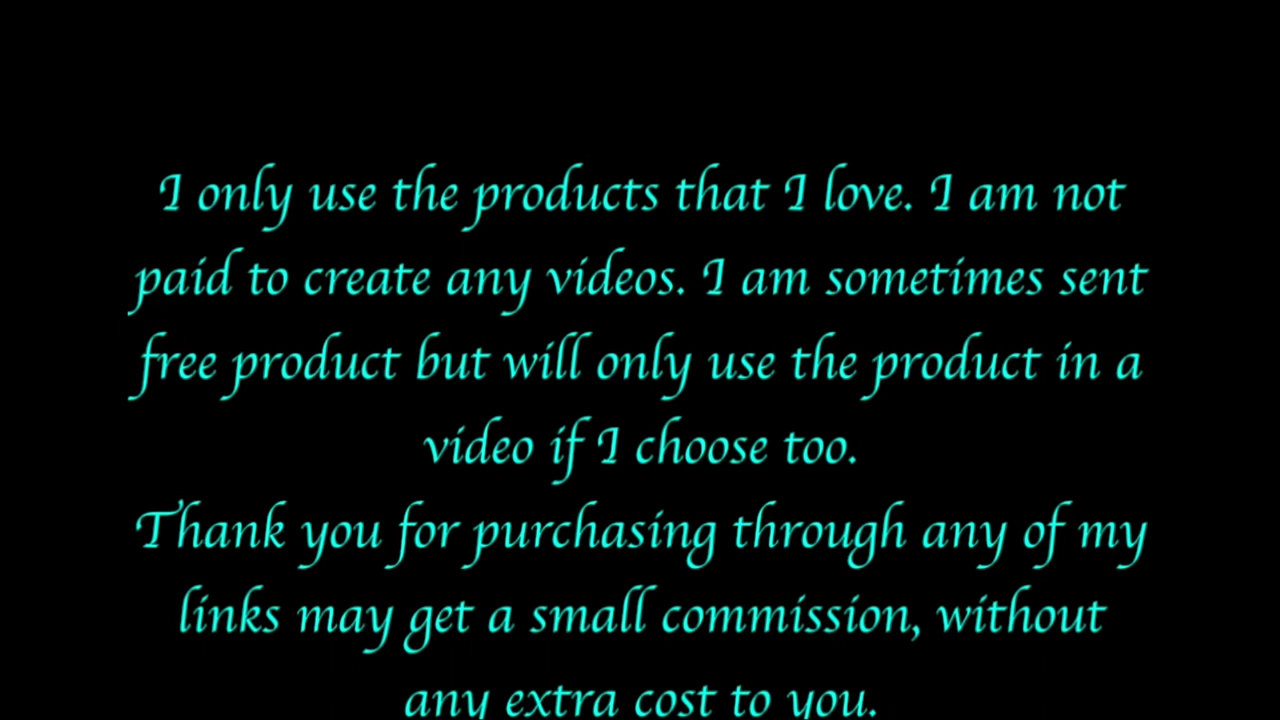 I only use the products that I love. I am not
paid to create any videos. I am sometimes sent
free product but will only use the product in a
video if I choose too.
Thank you for purchasing through any of my
links may get a small commission, without
any extra cost to you.